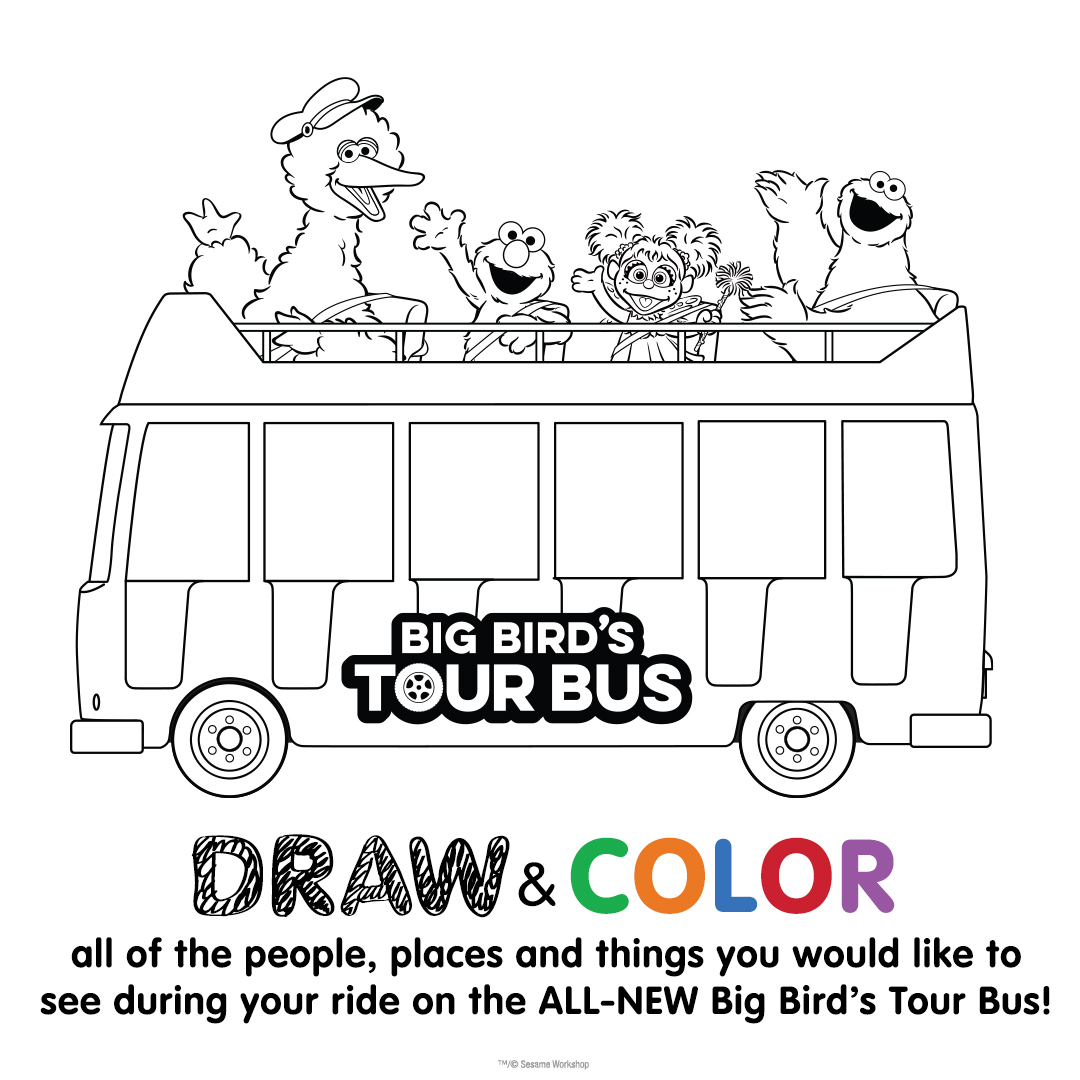 BIG BIRD'S
TOUR BUS
DRAW & COLOR
all of the people, places and things you would like to
see during your ride on the ALL-NEW Big Bird's Tour Bus!
™/© Sesame Workshop